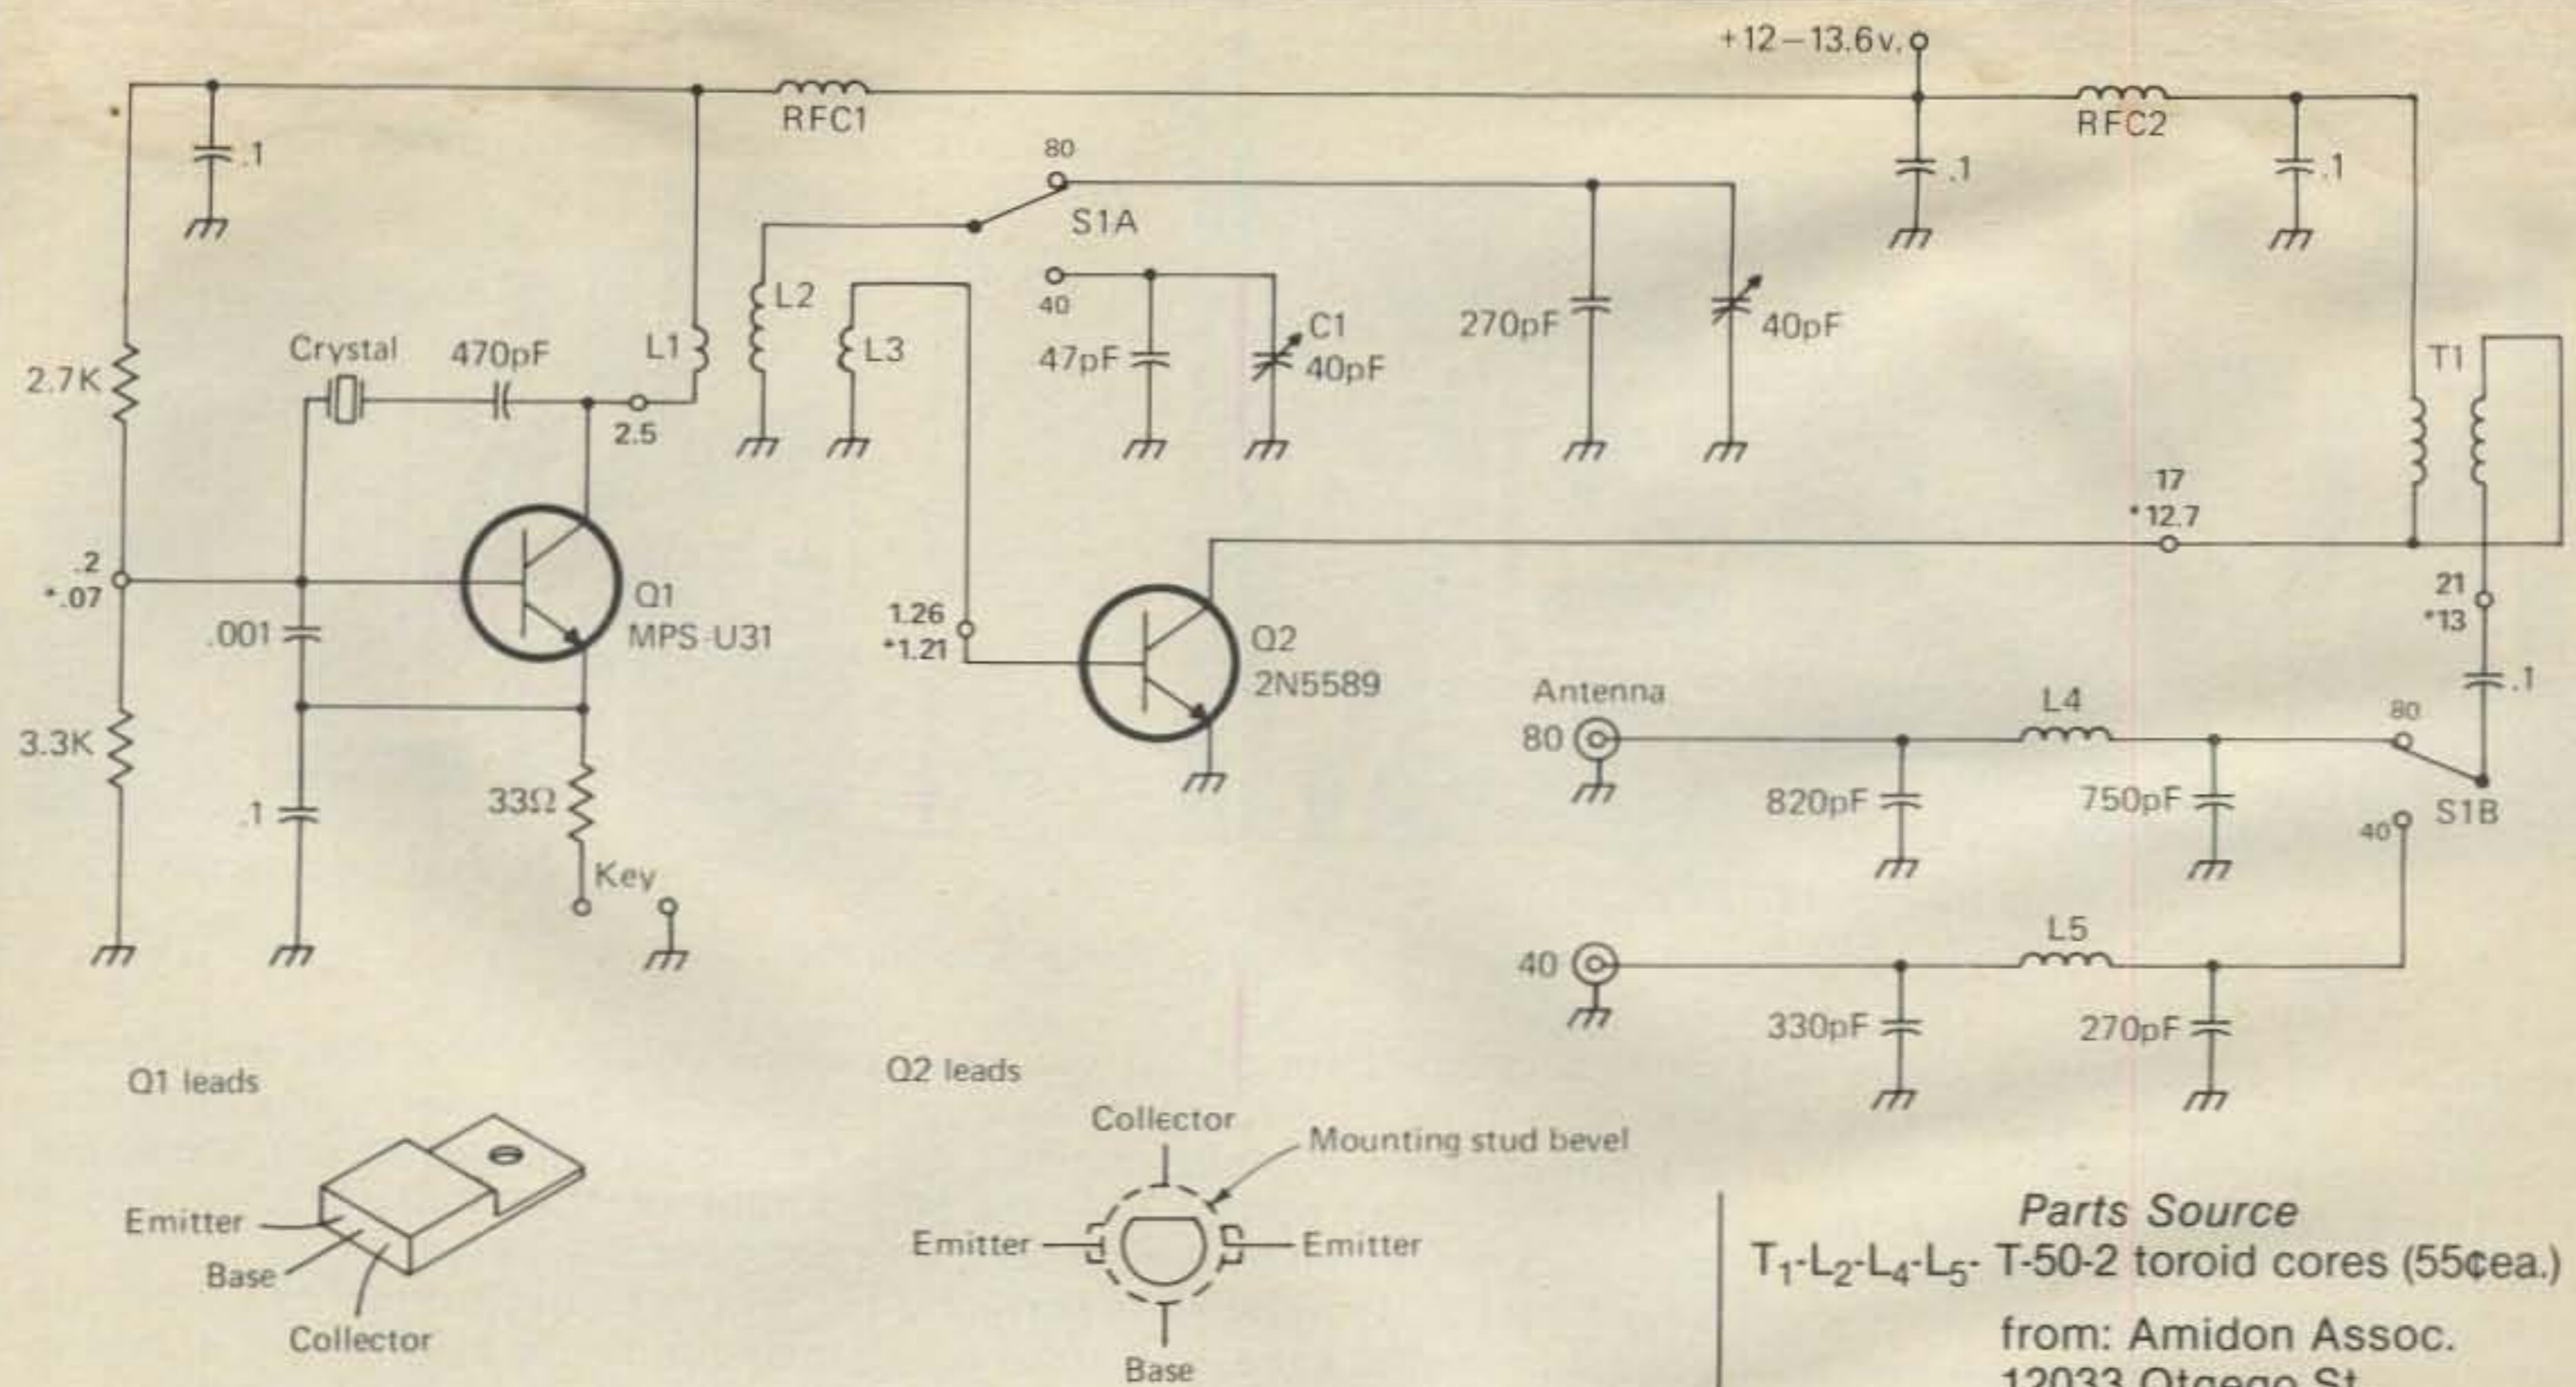 +12–13.6v.
RFC1
RFC2
.1
.1
.1
80
S1A
40
L2
L1
L3
Crystal
470pF
2.5
2.7K
C1
47pF
40pF
270pF
40pF
T1
17
*12.7
.2
*.07
Q1
MPS-U31
.001
1.26
*1.21
Q2
2N5589
21
*13
.1
3.3K
.1
33Ω
Key
Antenna
80
L4
80
820pF
750pF
S1B
40
L5
40
330pF
270pF
Q1 leads
Emitter
Base
Collector
Q2 leads
Collector
Mounting stud bevel
Emitter
Emitter
Base
Parts Source
T1-L2-L4-L5- T-50-2 toroid cores (55¢ea.)
from: Amidon Assoc.
12033 Otsego St.